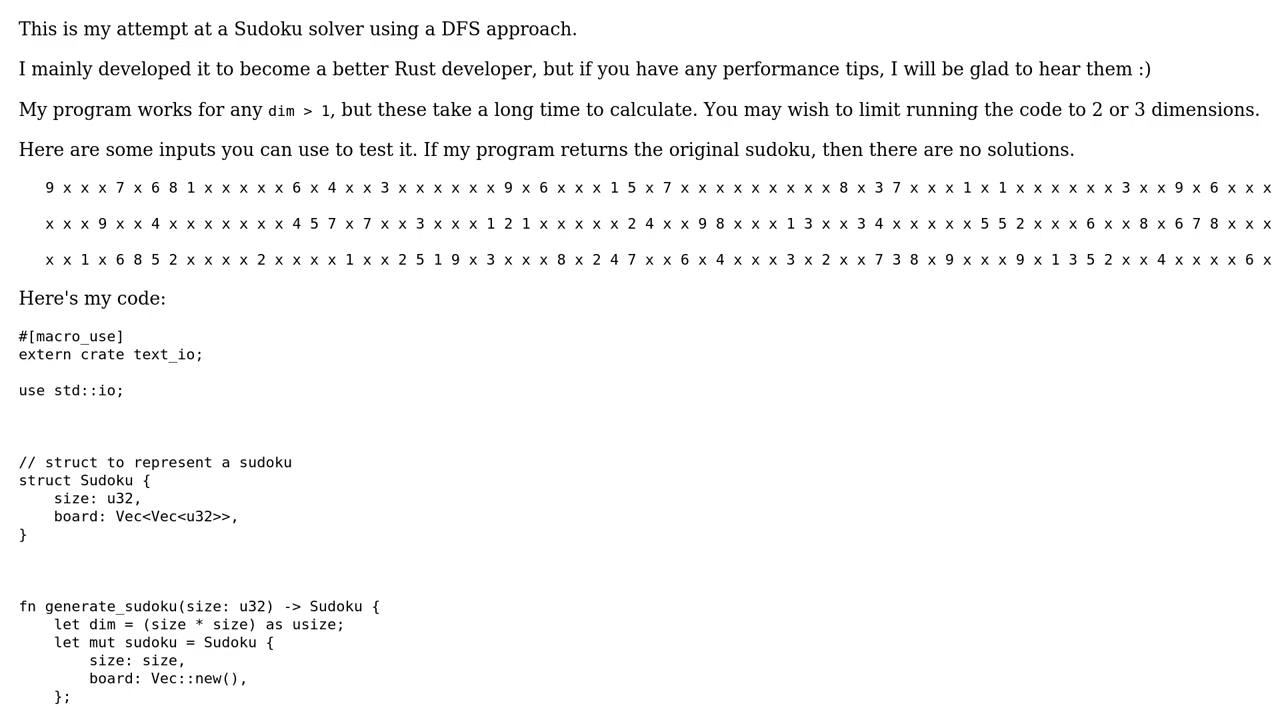 This is my attempt at a Sudoku solver using a DFS approach.
I mainly developed it to become a better Rust developer, but if you have any performance tips, I will be glad to hear them :)
My program works for any dim > 1, but these take a long time to calculate. You may wish to limit running the code to 2 or 3 dimensions.
Here are some inputs you can use to test it. If my program returns the original sudoku, then there are no solutions.
9 x x x 7 x 6 8 1 x x x x x 6 x 4 x x 3 x x x x x x 9 x 6 x x x 1 5 x 7 x x x x x x x x x 8 x 3 7 x x x 1 x 1 x x x x x x 3 x x 9 x 6 x x x
x x x 9 x x 4 x x x x x x x 4 5 7 x 7 x x 3 x x x 1 2 1 x x x x x 2 4 x x 9 8 x x x 1 3 x x 3 4 x x x x x 5 5 2 x x x 6 x x 8 x 6 7 8 x x x
x x 1 x 6 8 5 2 x x x x 2 x x x x 1 x x 2 5 1 9 x 3 x x x 8 x 2 4 7 x x 6 x 4 x x x 3 x 2 x x 7 3 8 x 9 x x x 9 x 1 3 5 2 x x 4 x x x x 6 x
Here's my code:
#[macro_use]
extern crate text_io;
use std::io;
// struct to represent a sudoku
struct Sudoku {
    size: u32,
    board: Vec<Vec<u32>>,
}
fn generate_sudoku(size: u32) -> Sudoku {
    let dim = (size * size) as usize;
    let mut sudoku = Sudoku {
        size: size,
        board: Vec::new(),
    };